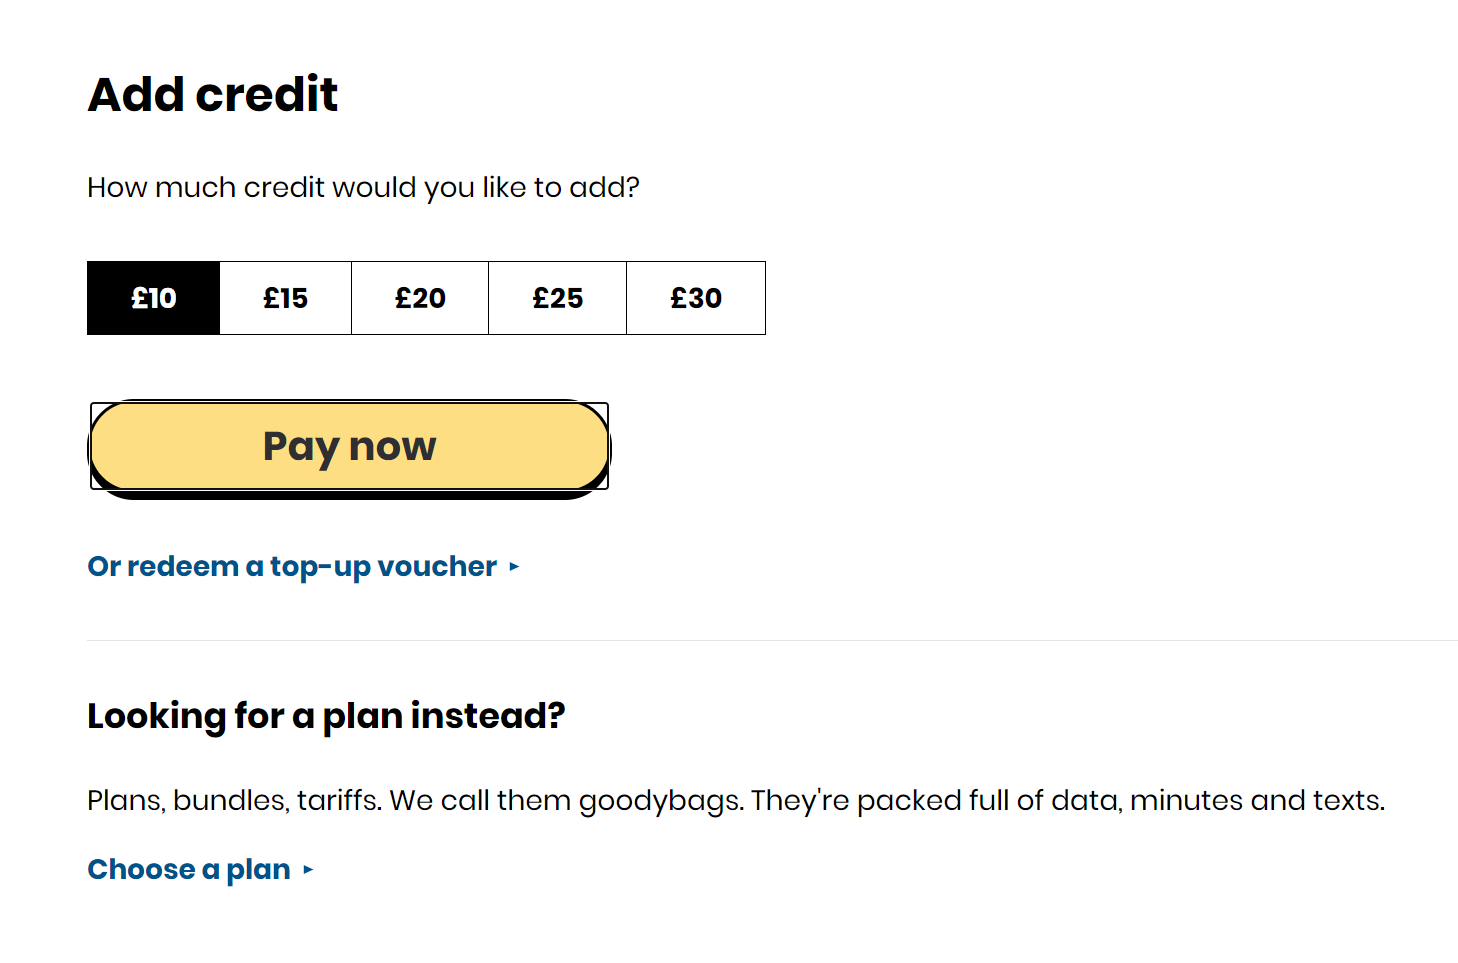 Add credit
How much credit would you like to add?
£10 £15 £20 £25 £30
Pay now
Or redeem a top-up voucher
Looking for a plan instead?
Plans, bundles, tariffs. We call them goodybags. They're packed full of data, minutes and texts.
Choose a plan